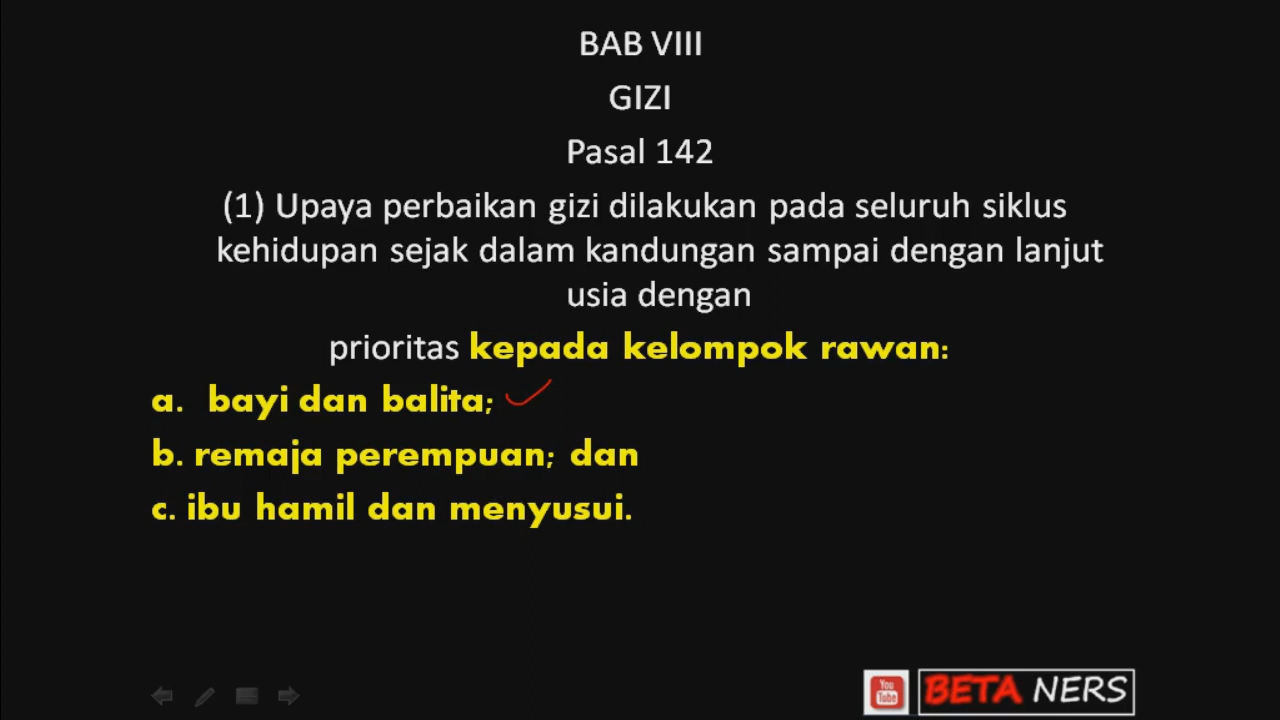 BAB VIII
GIZI
Pasal 142
(1) Upaya perbaikan gizi dilakukan pada seluruh siklus
kehidupan sejak dalam kandungan sampai dengan lanjut
usia dengan
prioritas kepada kelompok rawan:
a. bayi dan balita;
b. remaja perempuan; dan
c. ibu hamil dan menyusui.
You
Tube
BETA NERS